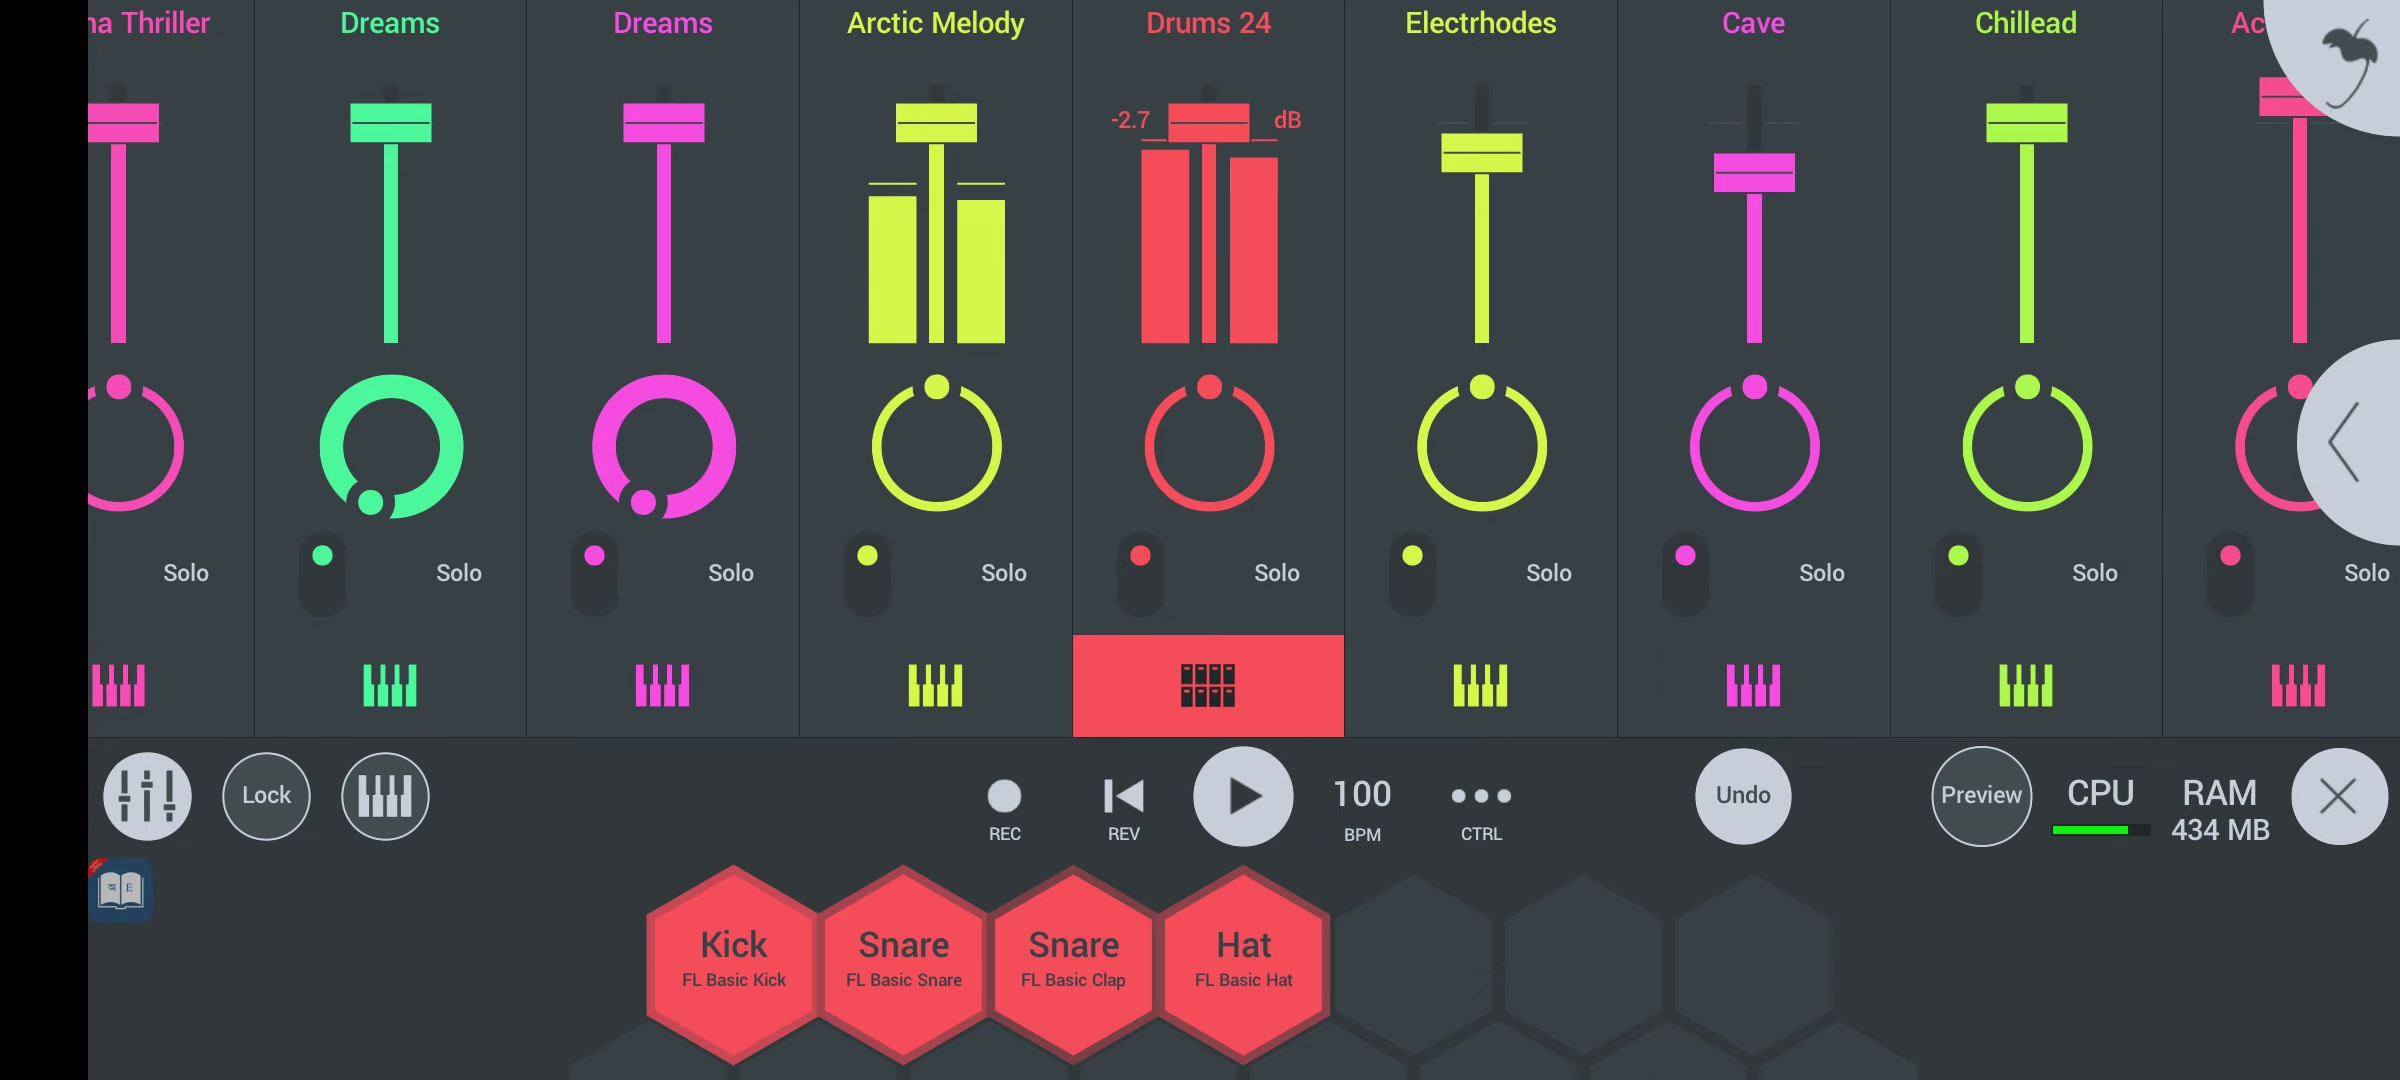 na Thriller
Dreams
Dreams
Arctic Melody
Drums 24
Electrhodes
Cave
Chillead
Ac
-2.7
dB
Solo
Solo
Solo
Solo
Solo
Solo
Solo
Solo
Solo
Lock
REC
REV
100
BPM
CTRL
Undo
Preview
CPU
RAM
434 MB
অ E
Kick
FL Basic Kick
Snare
FL Basic Snare
Snare
FL Basic Clap
Hat
FL Basic Hat